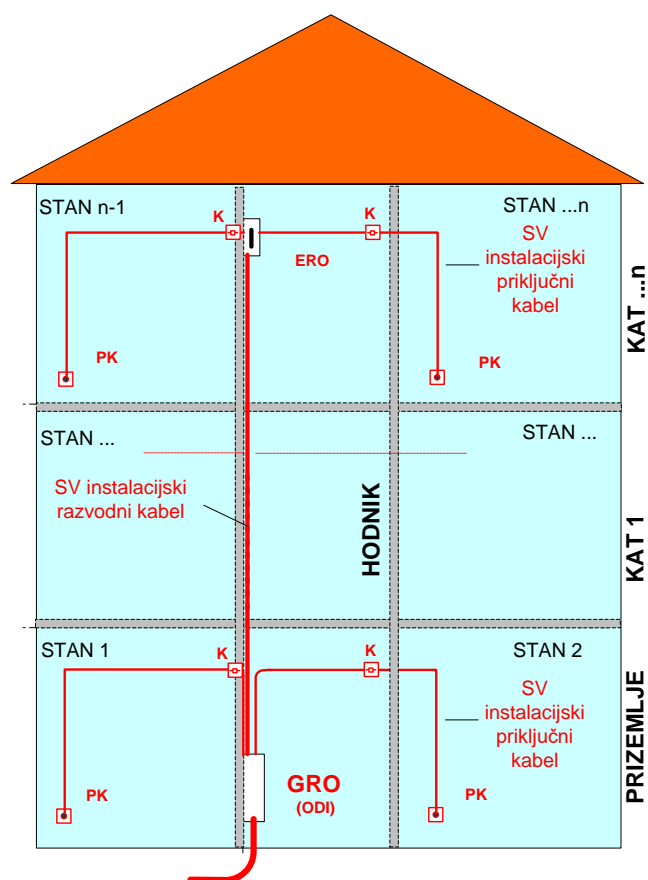 STAN n-1
K
K
STAN ...n
SV
instalacijski
priključni
kabel
ERO
PK
PK
KAT ...n
STAN ...
STAN ...
SV instalacijski
razvodni kabel
HODNIK
KAT 1
STAN 1
K
K
STAN 2
SV
instalacijski
priključni
kabel
GRO
(ODI)
PK
PK
PRIZEMLJE